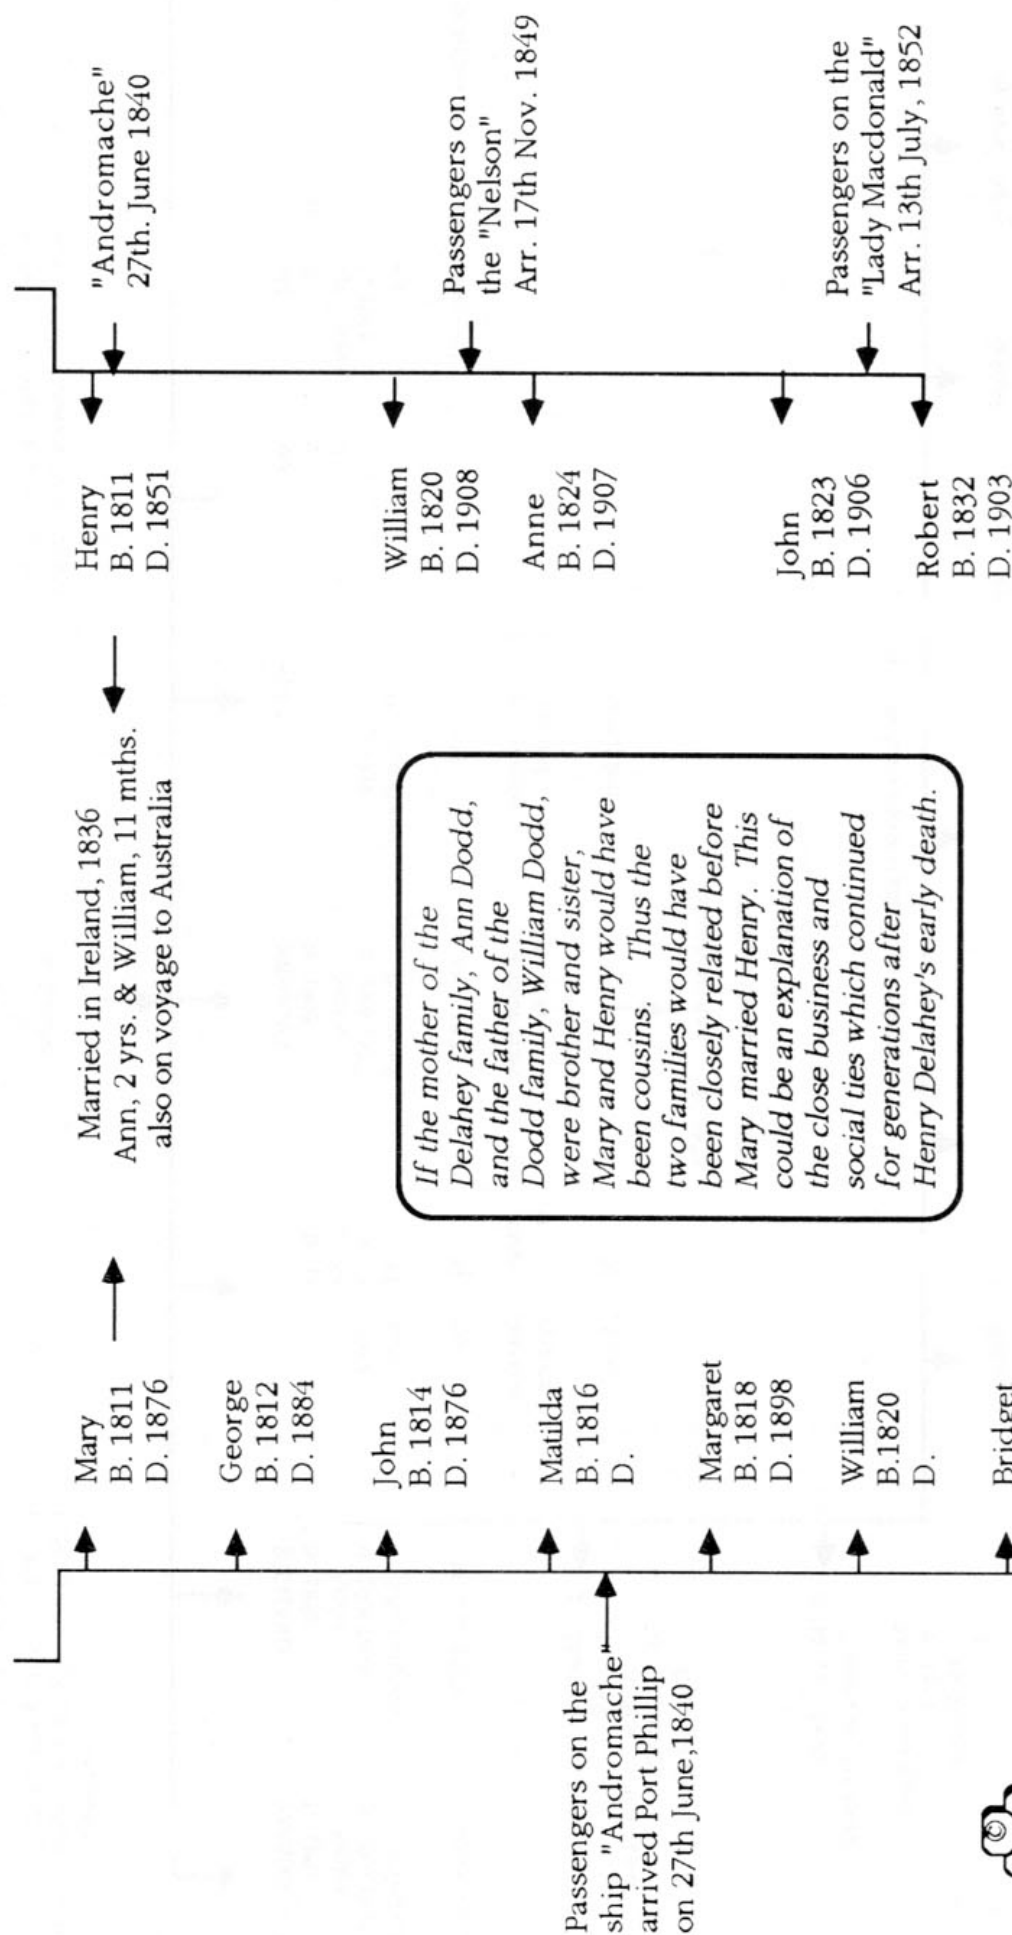 Mary
B. 1811
D. 1876
George
B. 1812
D. 1884
John
B. 1814
D. 1876
Matilda
B. 1816
D.
Margaret
B. 1818
D. 1898
William
B.1820
D.
Bridget
Passengers on the
ship "Andromache"
arrived Port Phillip
on 27th June,1840
©
Married in Ireland, 1836
Ann, 2 yrs. & William, 11 mths.
also on voyage to Australia
If the mother of the
Delahey family, Ann Dodd,
and the father of the
Dodd family, William Dodd,
were brother and sister,
Mary and Henry would have
been cousins. Thus the
two families would have
been closely related before
Mary married Henry. This
could be an explanation of
the close business and
social ties which continued
for generations after
Henry Delahey's early death.
Henry
B. 1811
D. 1851
William
B. 1820
D. 1908
Anne
B. 1824
D. 1907
John
B. 1823
D. 1906
Robert
B. 1832
D. 1903
"Andromache"
27th. June 1840
Passengers on
the "Nelson"
Arr. 17th Nov. 1849
Passengers on the
"Lady Macdonald"
Arr. 13th July, 1852